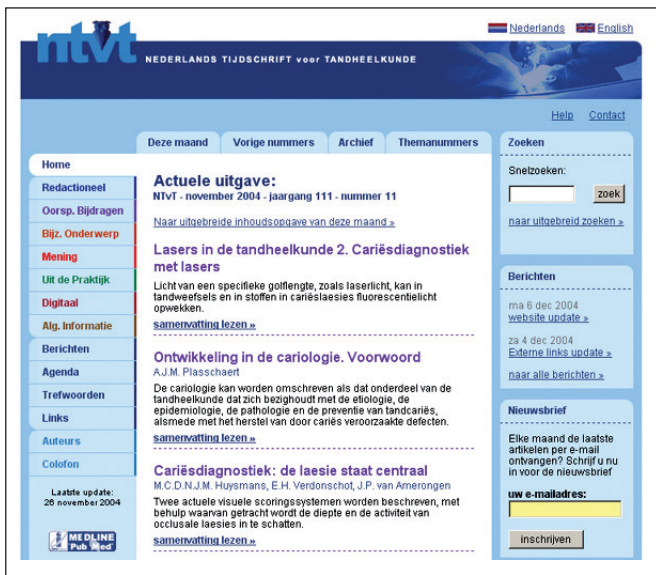 Nederlands English
ntvt
NEDERLANDS TIJDSCHRIFT voor TANDHEELKUNDE
Help Contact
Deze maand Vorige nummers Archief Themanummers
Home
Redactioneel
Oorsp. Bijdragen
Bijz. Onderwerp
Mening
Uit de Praktijk
Digitaal
Alg. Informatie
Berichten
Agenda
Trefwoorden
Links
Auteurs
Colofon
Laatste update:
26 november 2004
MEDLINE
PubMed
Actuele uitgave:
NTvT - november 2004 - jaargang 111 - nummer 11
Naar uitgebreide inhoudsopgave van deze maand »
Lasers in de tandheelkunde 2. Cariësdiagnostiek
met lasers
Licht van een specifieke golflengte, zoals laserlicht, kan in
tandweefsels en in stoffen in cariëslaesies fluorescentielicht
opwekken.
samenvatting lezen »
Ontwikkeling in de cariologie. Voorwoord
A.J.M. Plasschaert
De cariologie kan worden omschreven als dat onderdeel van de
tandheelkunde dat zich bezighoudt met de etiologie, de
epidemiologie, de pathologie en de preventie van tandcariës,
alsmede met het herstel van door cariës veroorzaakte defecten.
samenvatting lezen »
Cariësdiagnostiek: de laesie staat centraal
M.C.D.N.J.M. Huysmans, E.H. Verdonschot, J.P. van Amerongen
Twee actuele visuele scoringssystemen worden beschreven, met
behulp waarvan getracht wordt de diepte en de activiteit van
occlusale laesies in te schatten.
samenvatting lezen »
Zoeken
Snelzoeken:
zoek
naar uitgebreid zoeken »
Berichten
ma 6 dec 2004
website update »
za 4 dec 2004
Externe links update »
naar alle berichten »
Nieuwsbrief
Elke maand de laatste
artikelen per e-mail
ontvangen? Schrijf u nu
in voor de nieuwsbrief
uw e-mailadres:
inschrijven